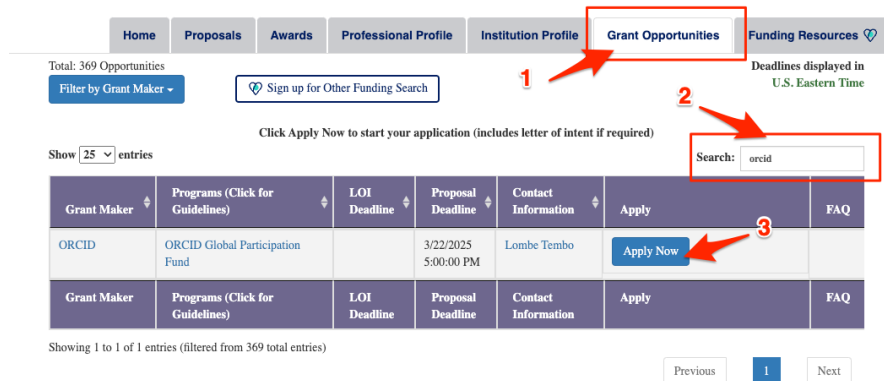 Home Proposals Awards Professional Profile Institution Profile Grant Opportunities Funding Resources
Total: 369 Opportunities
Deadlines displayed in
U.S. Eastern Time
Filter by Grant Maker
Sign up for Other Funding Search
1
2
Click Apply Now to start your application (includes letter of intent if required)
Show 25 entries
Search: orcid
Grant Maker Programs (Click for Guidelines) LOI Deadline Proposal Deadline Contact Information Apply FAQ
3
ORCID ORCID Global Participation Fund 3/22/2025 5:00:00 PM Lombe Tembo Apply Now
Grant Maker Programs (Click for Guidelines) LOI Deadline Proposal Deadline Contact Information Apply FAQ
Showing 1 to 1 of 1 entries (filtered from 369 total entries)
Previous 1 Next